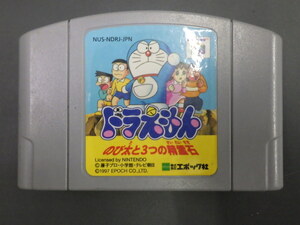 NUS-NDRJ-JPN
ドラえもん
のび太と3つの精霊石
Licensed by NINTENDO
©藤子プロ・小学館・テレビ朝日
©1997 EPOCH CO.,LTD.
エポック社